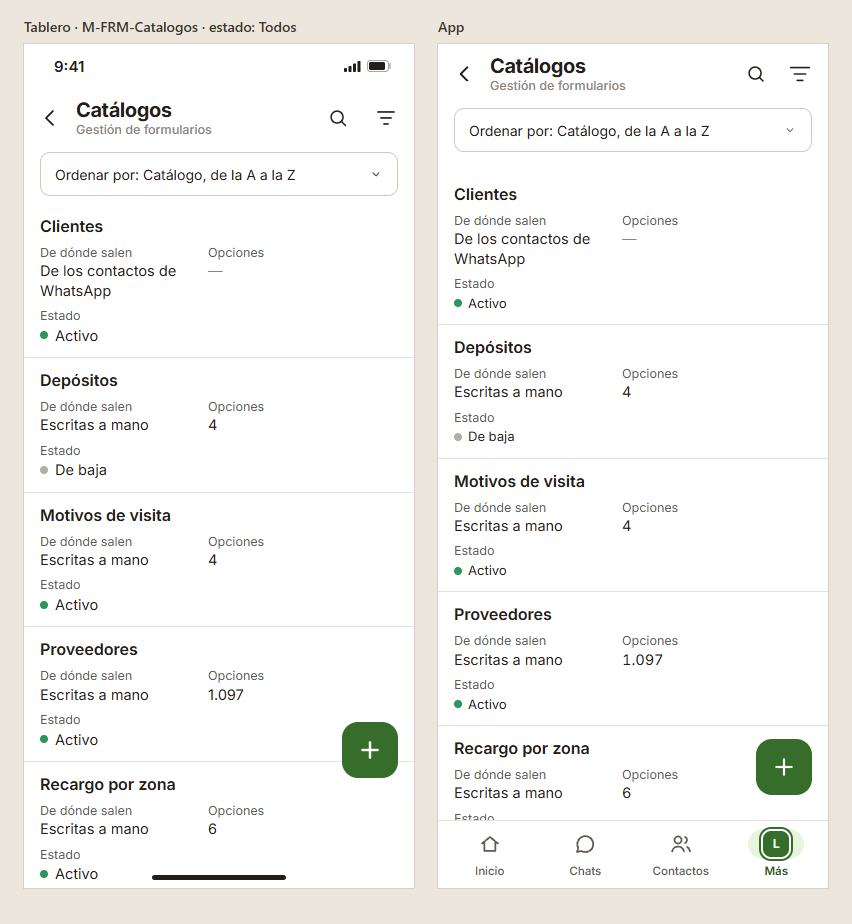 Tablero · M-FRM-Catalogos · estado: Todos
9:41
Catálogos
Gestión de formularios
Ordenar por: Catálogo, de la A a la Z
Clientes
De dónde salen Opciones
De los contactos de WhatsApp —
Estado
Activo
Depósitos
De dónde salen Opciones
Escritas a mano 4
Estado
De baja
Motivos de visita
De dónde salen Opciones
Escritas a mano 4
Estado
Activo
Proveedores
De dónde salen Opciones
Escritas a mano 1.097
Estado
Activo
Recargo por zona
De dónde salen Opciones
Escritas a mano 6
Estado
Activo
App
Catálogos
Gestión de formularios
Ordenar por: Catálogo, de la A a la Z
Clientes
De dónde salen Opciones
De los contactos de WhatsApp —
Estado
Activo
Depósitos
De dónde salen Opciones
Escritas a mano 4
Estado
De baja
Motivos de visita
De dónde salen Opciones
Escritas a mano 4
Estado
Activo
Proveedores
De dónde salen Opciones
Escritas a mano 1.097
Estado
Activo
Recargo por zona
De dónde salen Opciones
Escritas a mano 6
Estado
L
Inicio Chats Contactos Más